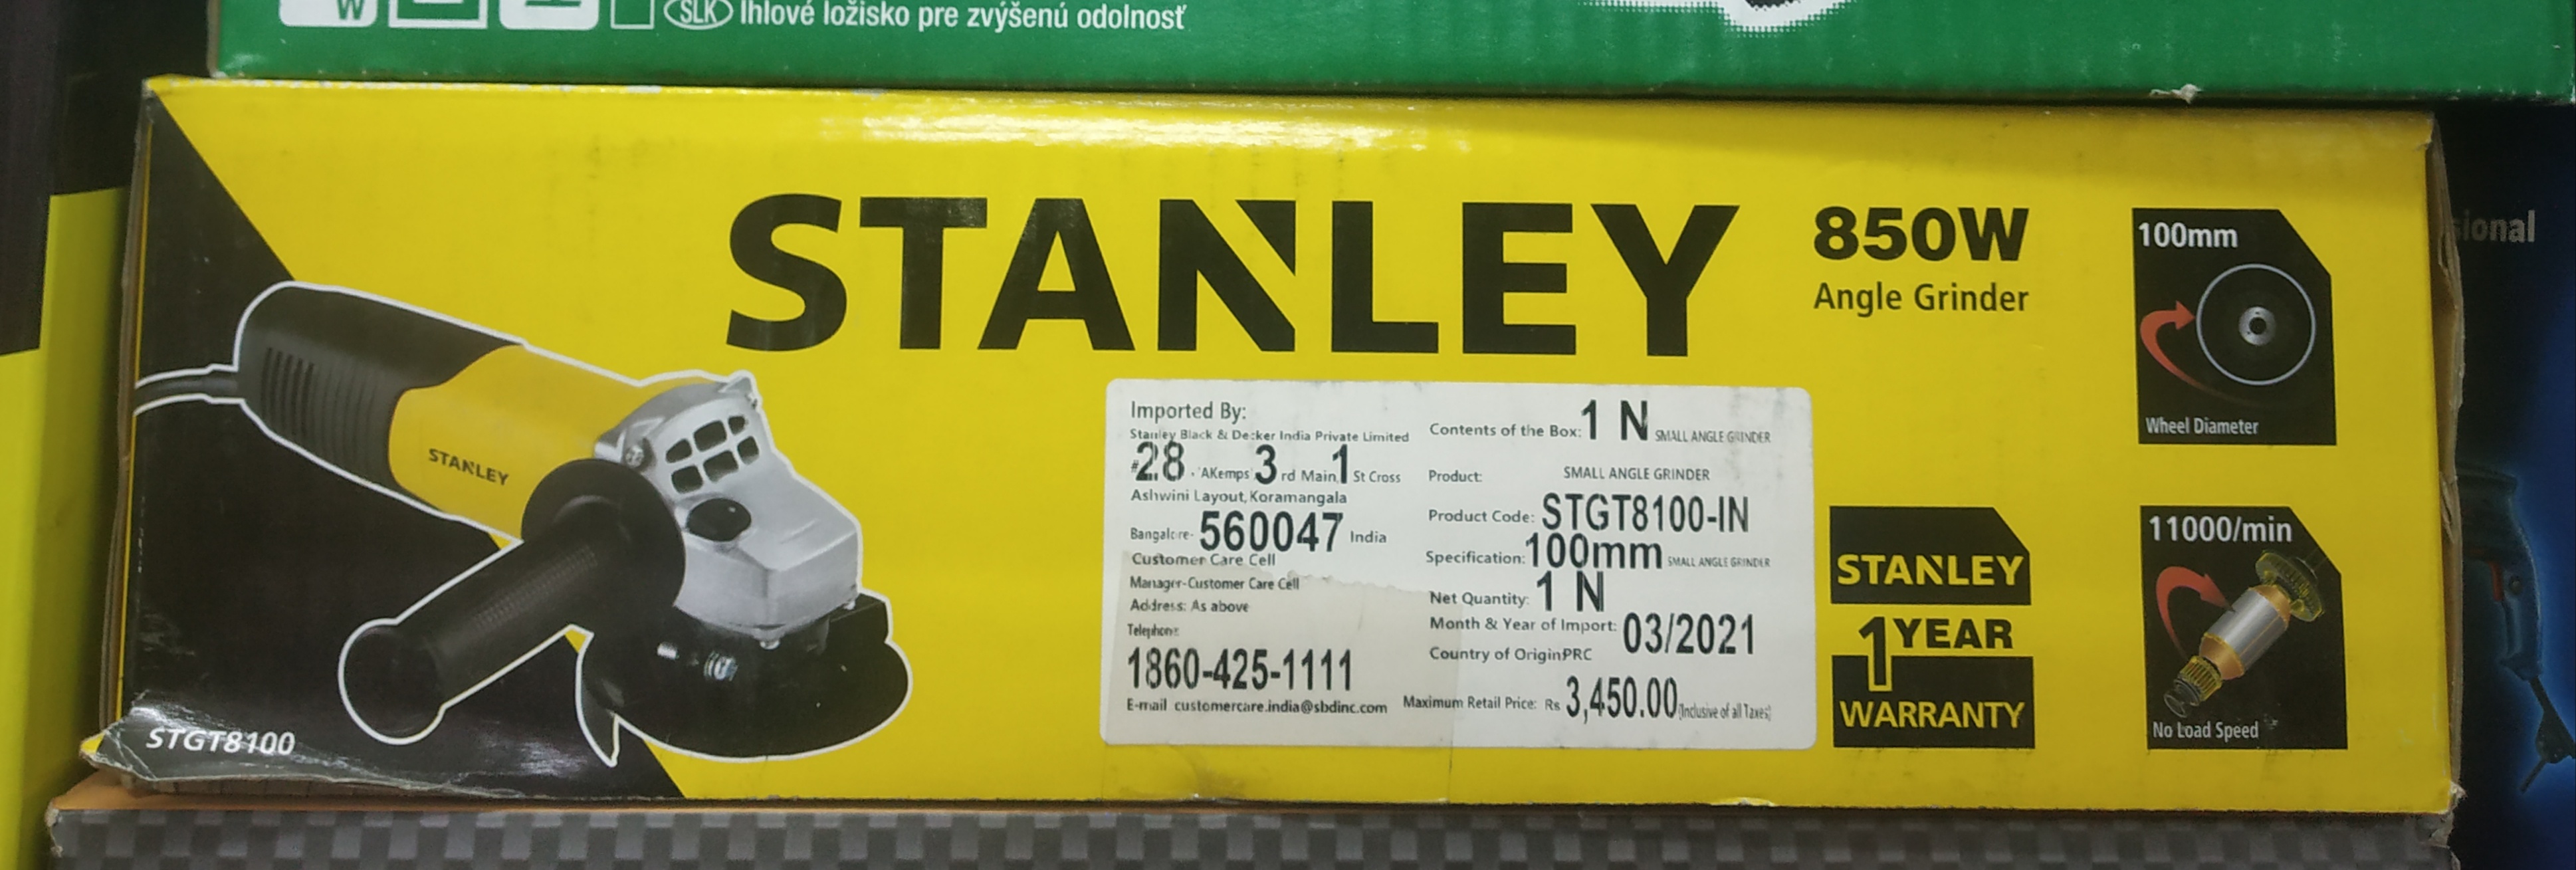 W
SLK Ihlové ložisko pre zvýšenú odolnosť
STANLEY
850W
Angle Grinder
100mm
Wheel Diameter
sional
STANLEY
STGT8100
Imported By:
Stanley Black & Decker India Private Limited
#28, 'AKemps' 3 rd Main, 1 St Cross
Ashwini Layout, Koramangala
Bangalore- 560047 India
Customer Care Cell
Manager-Customer Care Cell
Address: As above
Telephone:
1860-425-1111
E-mail customercare.india@sbdinc.com
Contents of the Box: 1 N SMALL ANGLE GRINDER
Product: SMALL ANGLE GRINDER
Product Code: STGT8100-IN
Specification: 100mm SMALL ANGLE GRINDER
Net Quantity: 1 N
Month & Year of Import: 03/2021
Country of Origin:PRC
Maximum Retail Price: Rs 3,450.00 (Inclusive of all Taxes)
STANLEY
1 YEAR
WARRANTY
11000/min
No Load Speed